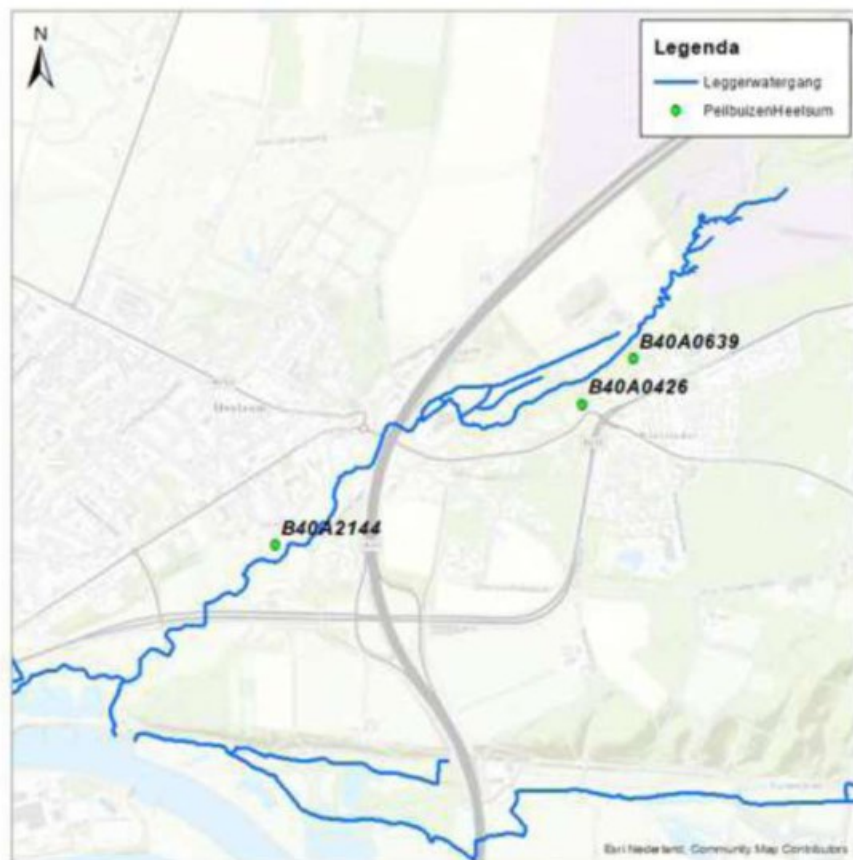 N
Legenda
Leggerwatergang
PeilbuizenHeelsum
B40A0639
B40A0426
B40A2144
Esri Nederland, Community Map Contributors